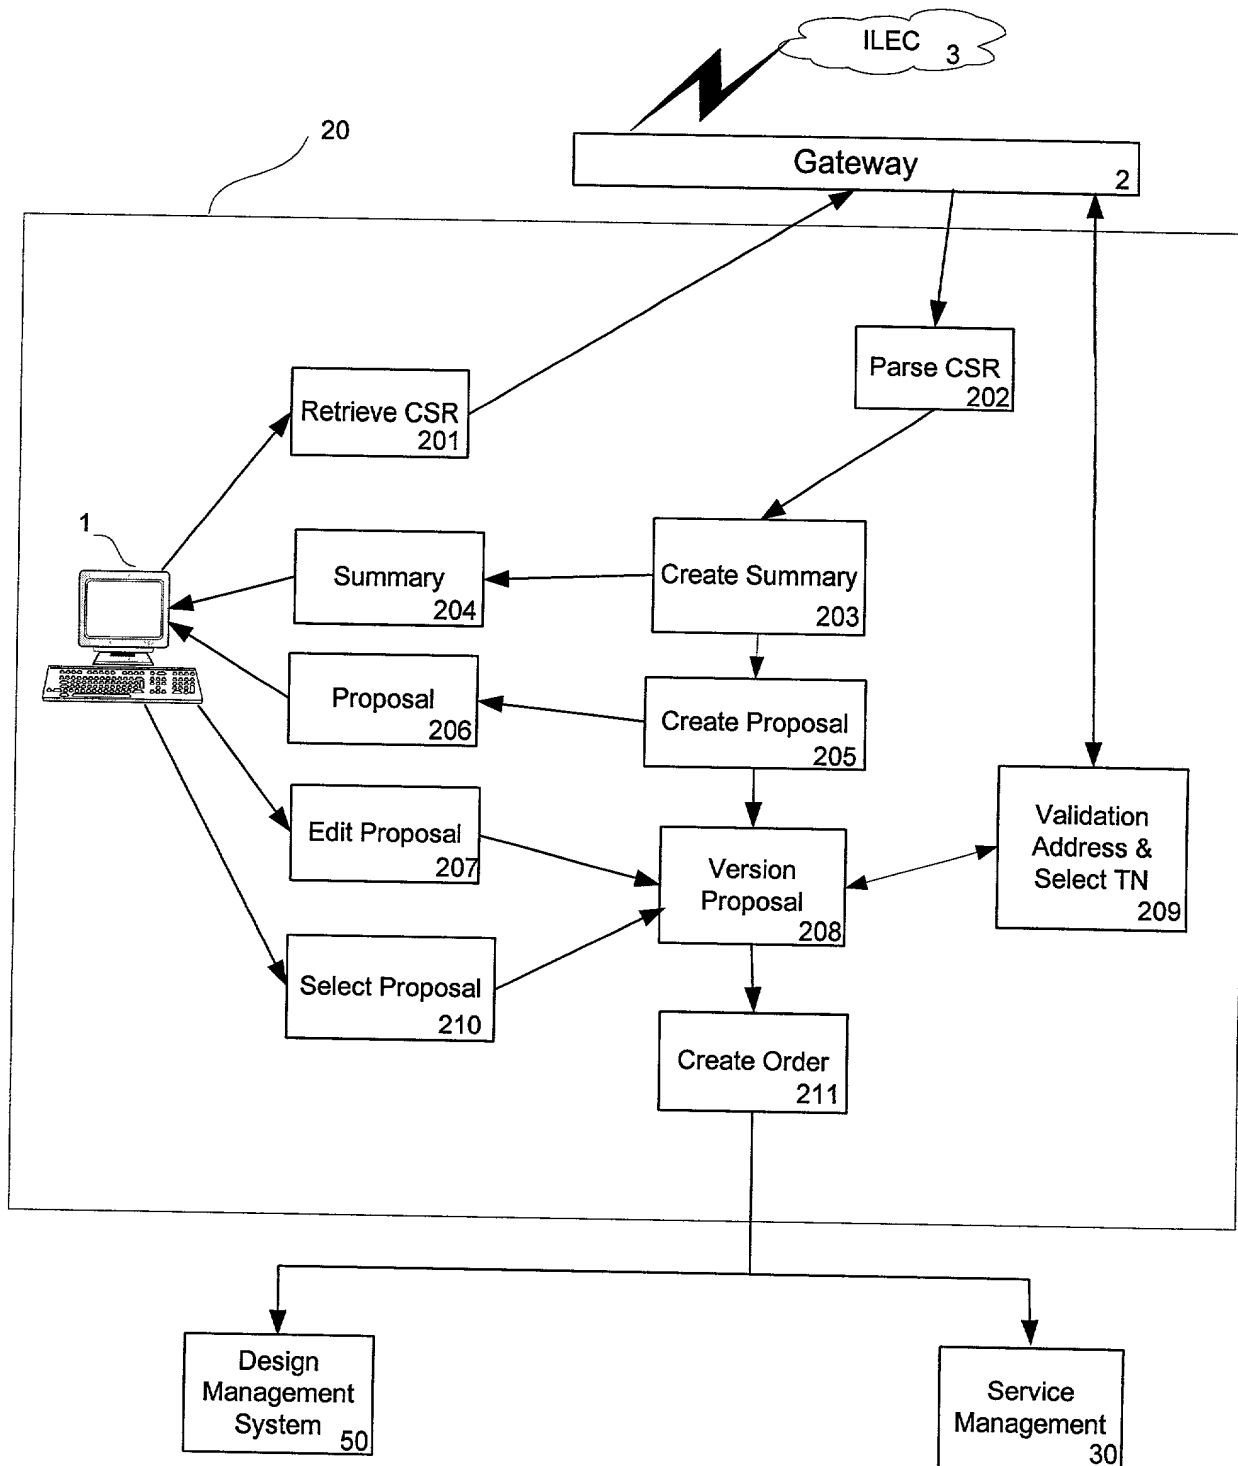 ILEC
3
20
Gateway
2
Parse CSR
202
Retrieve CSR
201
1
Summary
204
Create Summary
203
Proposal
206
Create Proposal
205
Edit Proposal
207
Version
Proposal
208
Validation
Address &
Select TN
209
Select Proposal
210
Create Order
211
Design
Management
System
50
Service
Management
30